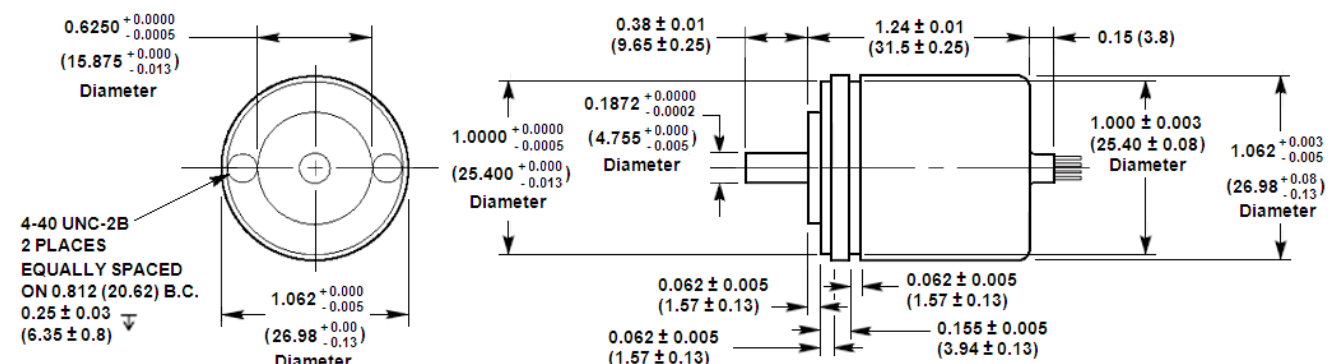 0.6250 +0.0000 -0.0005
(15.875 +0.000 -0.013)
Diameter
4-40 UNC-2B
2 PLACES
EQUALLY SPACED
ON 0.812 (20.62) B.C.
0.25 ± 0.03
(6.35 ± 0.8)
1.062 +0.000 -0.005
(26.98 +0.00 -0.13)
Diameter
1.0000 +0.0000 -0.0005
(25.400 +0.000 -0.013)
Diameter
0.38 ± 0.01
(9.65 ± 0.25)
1.24 ± 0.01
(31.5 ± 0.25)
0.15 (3.8)
0.1872 +0.0000 -0.0002
(4.755 +0.000 -0.005)
Diameter
1.000 ± 0.003
(25.40 ± 0.08)
Diameter
1.062 +0.003 -0.005
(26.98 +0.08 -0.13)
Diameter
0.062 ± 0.005
(1.57 ± 0.13)
0.062 ± 0.005
(1.57 ± 0.13)
0.062 ± 0.005
(1.57 ± 0.13)
0.155 ± 0.005
(3.94 ± 0.13)